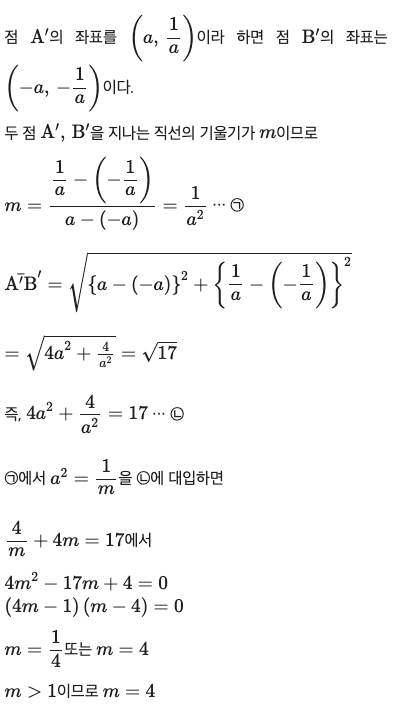 점 A′의 좌표를 (a, 1/a)이라 하면 점 B′의 좌표는
(−a, −1/a)이다.
두 점 A′, B′을 지나는 직선의 기울기가 m이므로
m = (1/a − (−1/a)) / (a − (−a)) = 1/a² ⋯ ㉠
A′B′ = √({a − (−a)}² + {1/a − (−1/a)}²)
= √(4a² + 4/a²) = √17
즉, 4a² + 4/a² = 17 ⋯ ㉡
㉠에서 a² = 1/m을 ㉡에 대입하면
4/m + 4m = 17에서
4m² − 17m + 4 = 0
(4m − 1)(m − 4) = 0
m = 1/4 또는 m = 4
m > 1이므로 m = 4